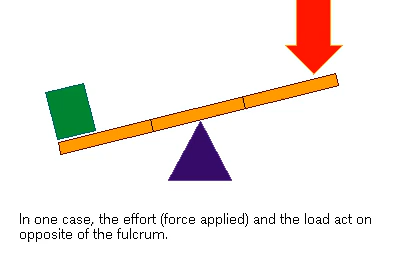 In one case, the effort (force applied) and the load act on
opposite of the fulcrum.